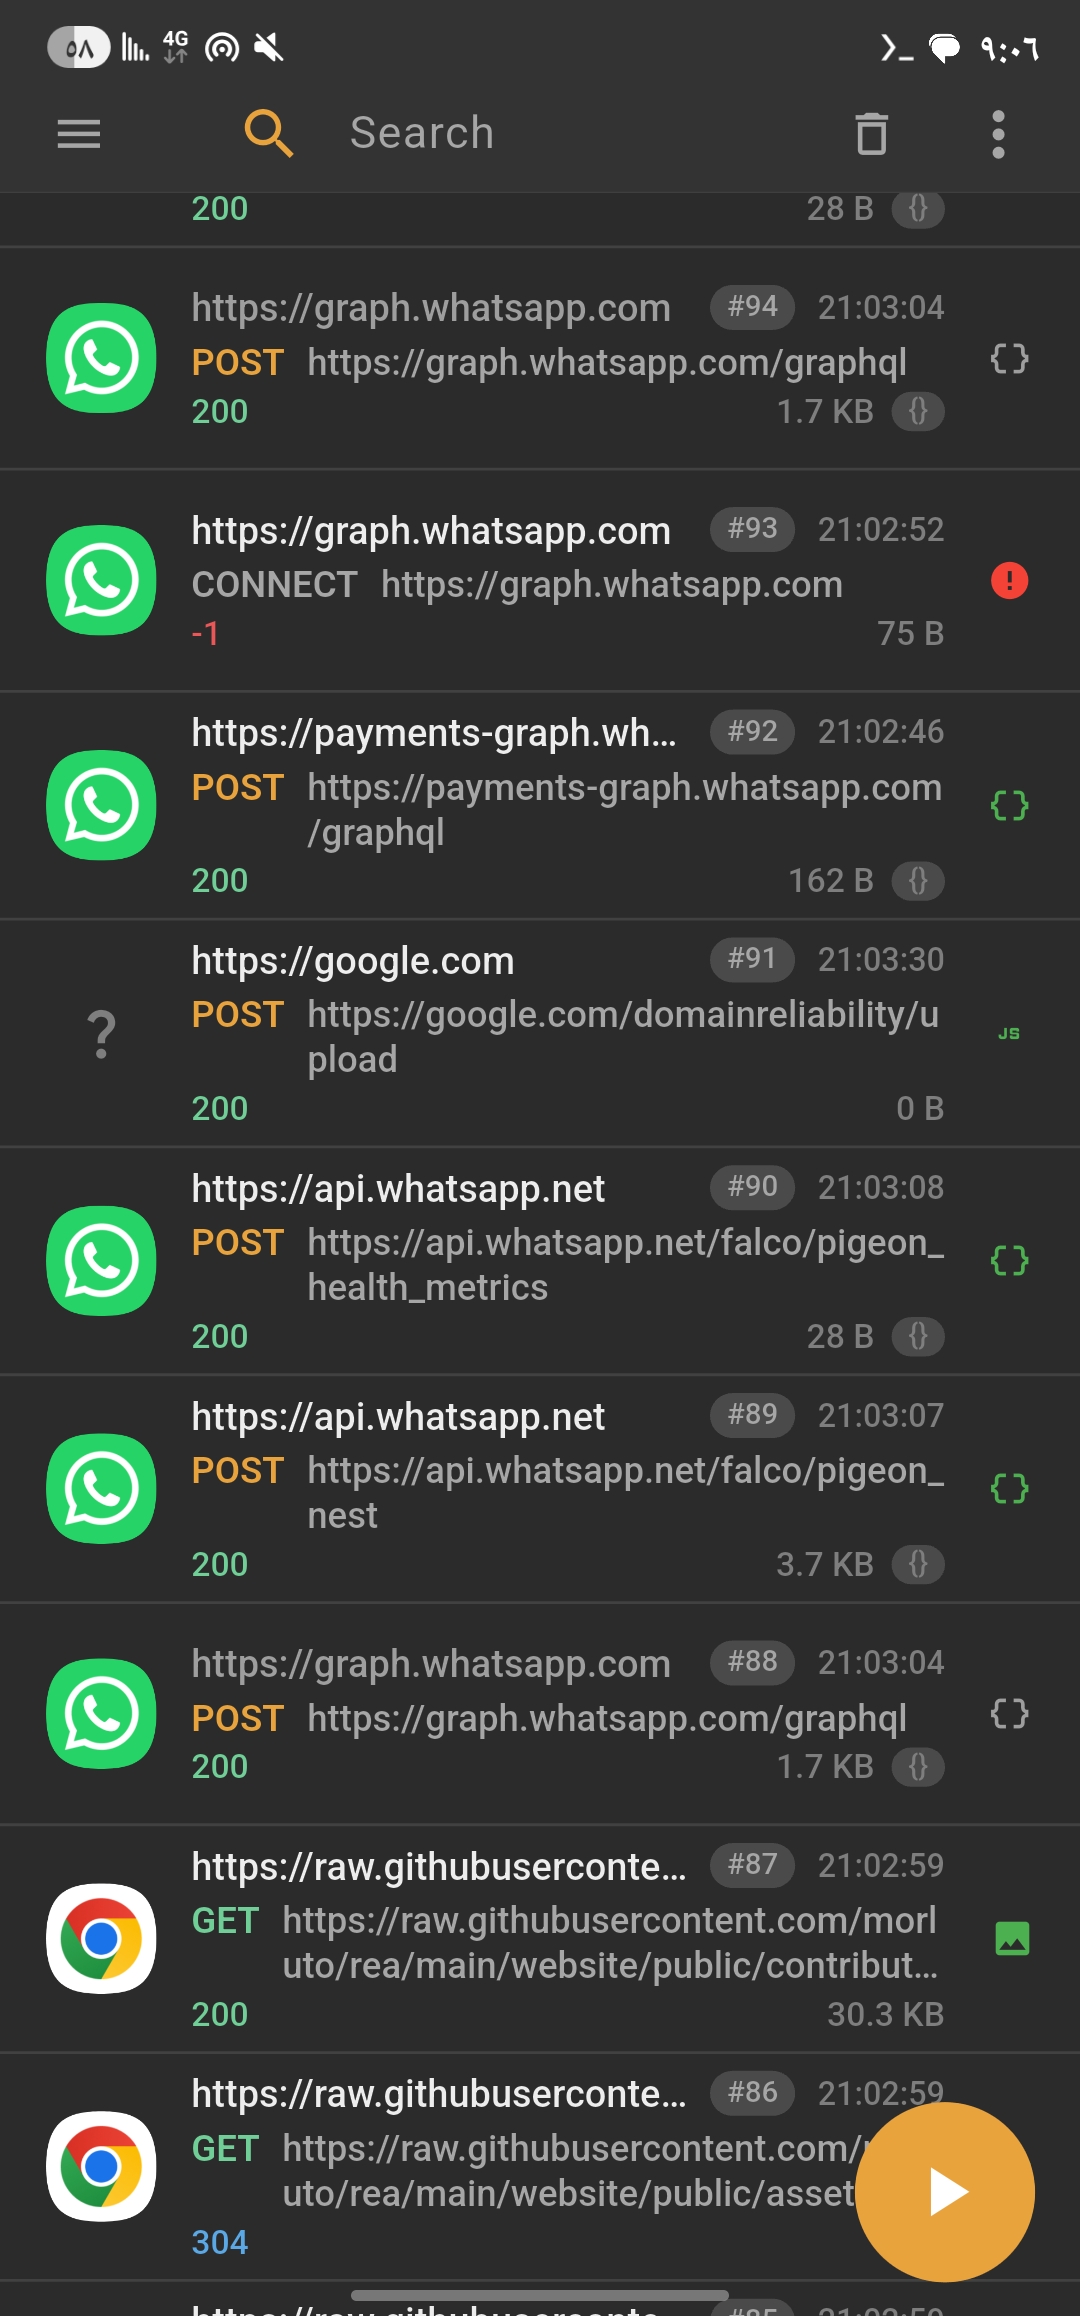 ٥٨ 4G ٩:٠٦
Search
200 28 B {}
https://graph.whatsapp.com #94 21:03:04
POST https://graph.whatsapp.com/graphql {}
200 1.7 KB {}
https://graph.whatsapp.com #93 21:02:52
CONNECT https://graph.whatsapp.com
-1 75 B
https://payments-graph.wh... #92 21:02:46
POST https://payments-graph.whatsapp.com
/graphql {}
200 162 B {}
https://google.com #91 21:03:30
POST https://google.com/domainreliability/u
JS
pload
200 0 B
https://api.whatsapp.net #90 21:03:08
POST https://api.whatsapp.net/falco/pigeon_
health_metrics {}
200 28 B {}
https://api.whatsapp.net #89 21:03:07
POST https://api.whatsapp.net/falco/pigeon_
nest {}
200 3.7 KB {}
https://graph.whatsapp.com #88 21:03:04
POST https://graph.whatsapp.com/graphql {}
200 1.7 KB {}
https://raw.githubuserconte... #87 21:02:59
GET https://raw.githubusercontent.com/morl
uto/rea/main/website/public/contribut...
200 30.3 KB
https://raw.githubuserconte... #86 21:02:59
GET https://raw.githubusercontent.com/
uto/rea/main/website/public/asset
304